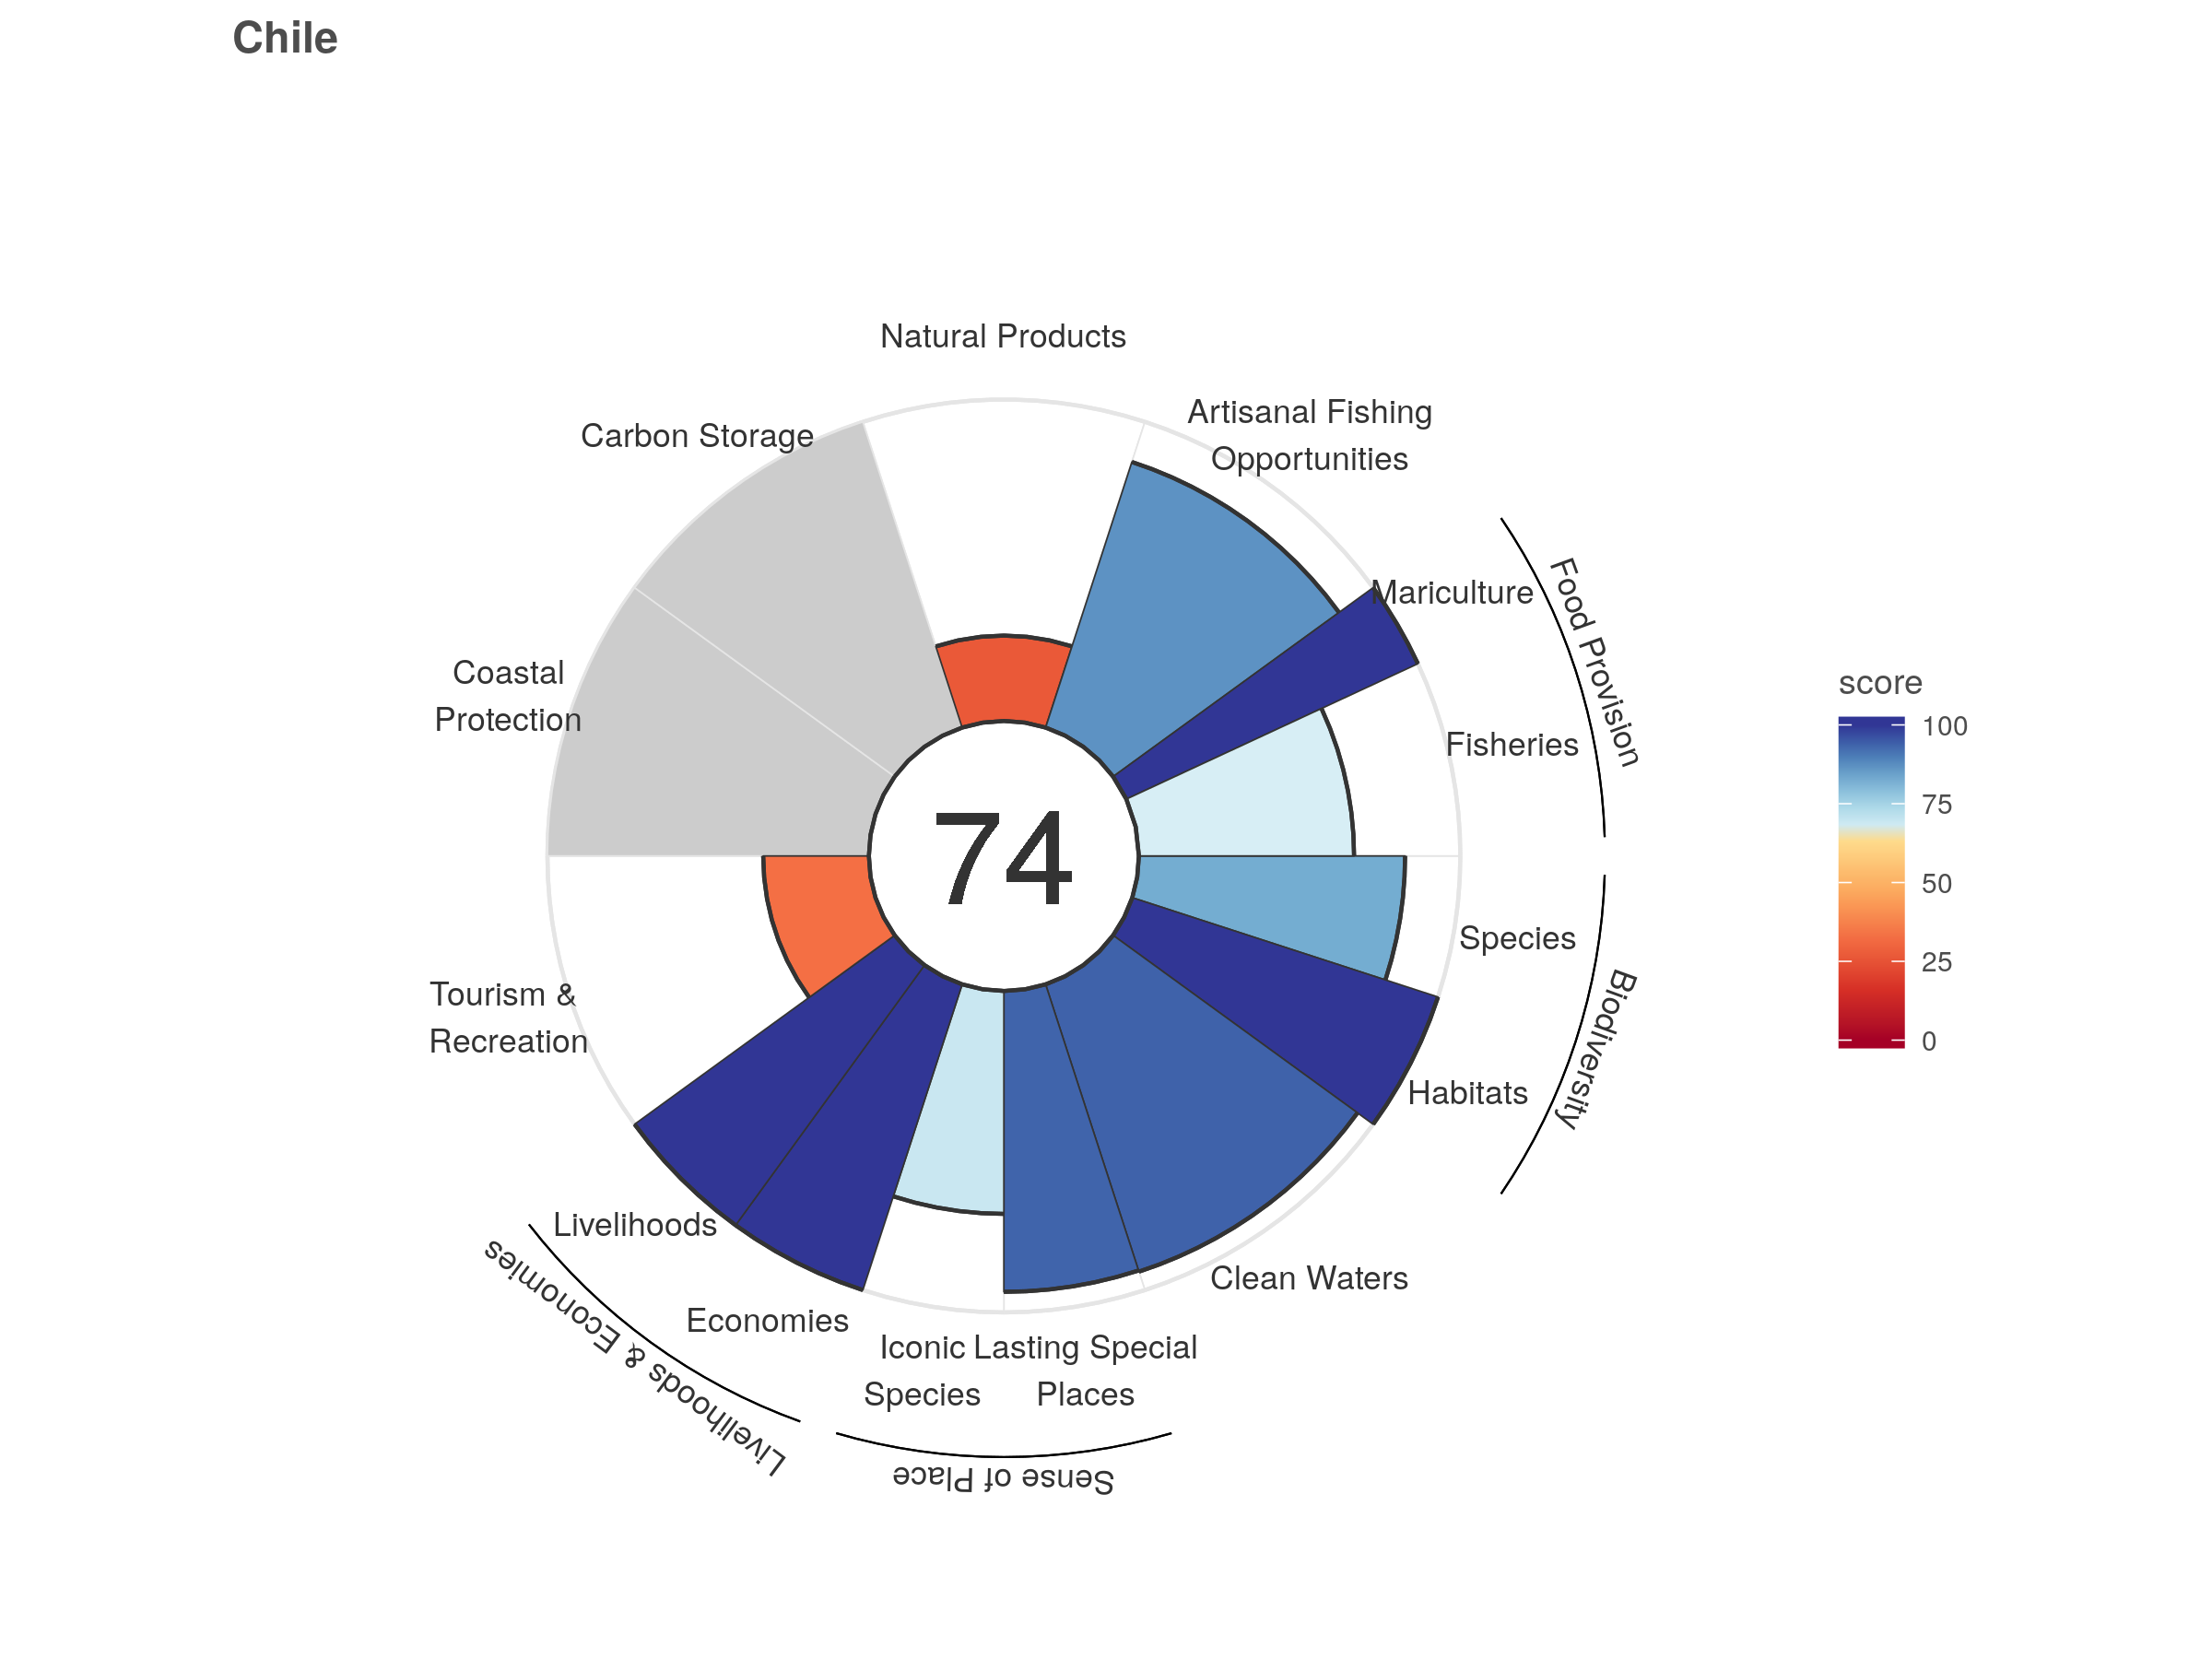 Chile
Natural Products
Artisanal Fishing
Opportunities
Carbon Storage
Mariculture
Food Provision
Coastal
Protection
Fisheries
score
100
75
50
25
0
74
Species
Biodiversity
Tourism &
Recreation
Habitats
Livelihoods
Clean Waters
Economies
Livelihoods & Economies
Iconic
Species
Lasting Special
Places
Sense of Place